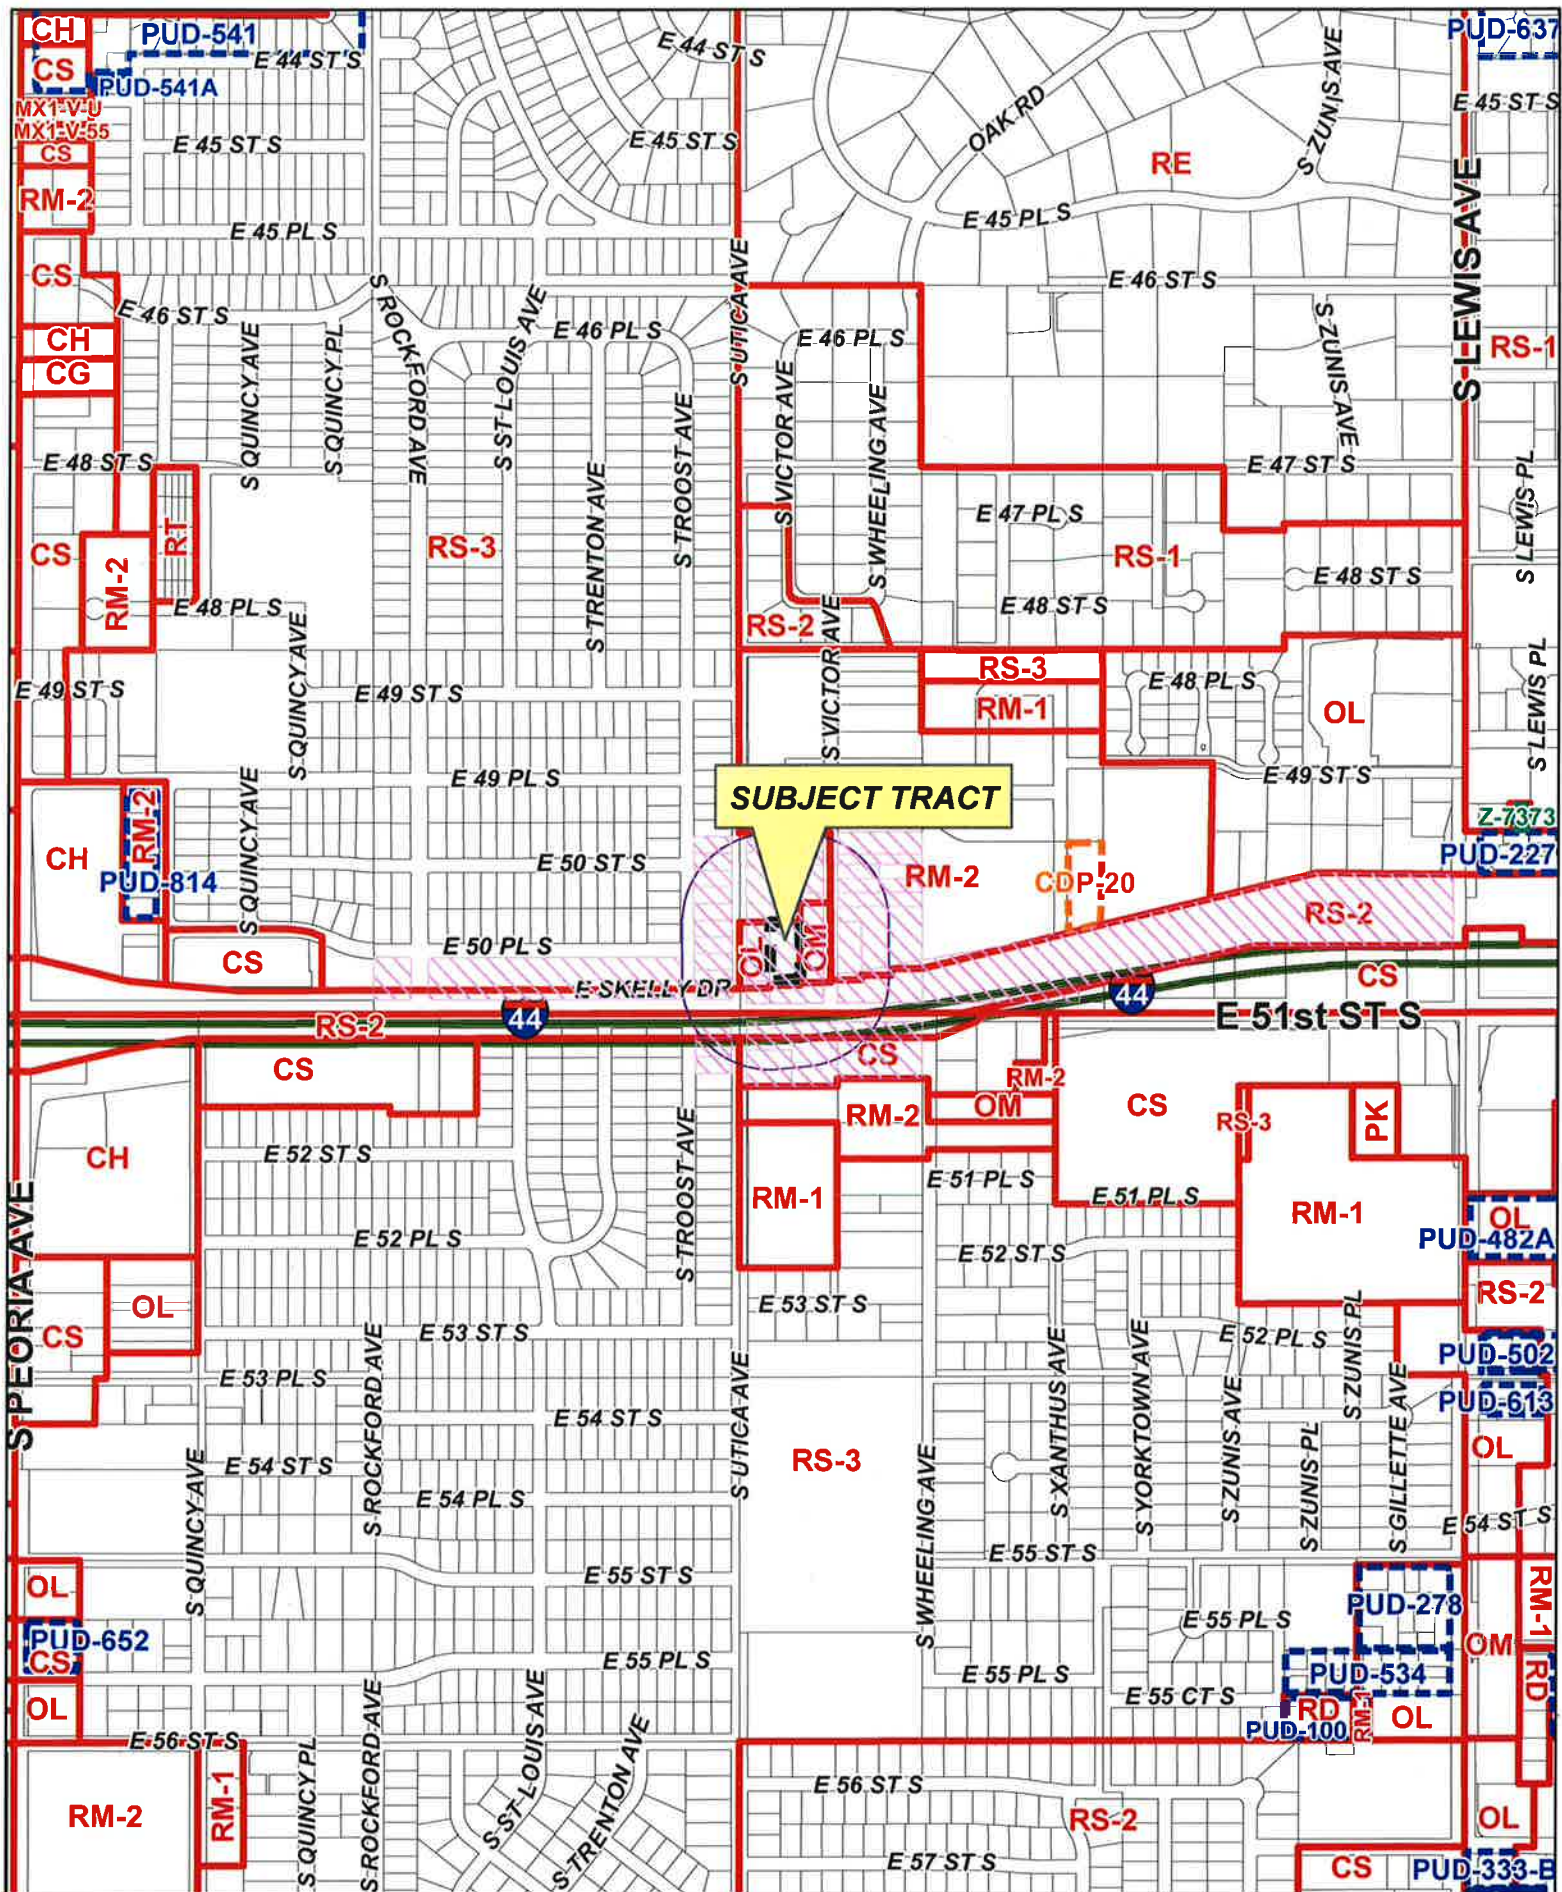 CH
PUD-541
E 44 ST S
E 44 ST S
PUD-637
CS
PUD-541A
S ZUNIS AVE
MX1-V-U
MX1-V-55
CS
E 45 ST S
E 45 ST S
OAK RD
RE
E 45 ST S
RM-2
E 45 PL S
E 45 PL S
S LEWIS AVE
CS
E 46 ST S
E 46 ST S
S ROCKFORD AVE
S ST LOUIS AVE
E 46 PL S
S UTICA AVE
E 46 PL S
S ZUNIS AVE
RS-1
CH
CG
S QUINCY AVE
S QUINCY PL
S TROOST AVE
S VICTOR AVE
S WHEELING AVE
E 48 ST S
E 47 ST S
S TRENTON AVE
E 47 PL S
S LEWIS PL
CS
RM-2
RT
RS-3
RS-1
E 48 ST S
E 48 PL S
E 48 ST S
RS-2
S QUINCY AVE
S VICTOR AVE
E 49 ST S
E 49 ST S
RS-3
RM-1
E 48 PL S
OL
S LEWIS PL
E 49 PL S
E 49 ST S
SUBJECT TRACT
S QUINCY AVE
RM-2
Z-7373
CH
PUD-814
E 50 ST S
RM-2
CDP-20
PUD-227
RS-2
CS
E 50 PL S
OL
OM
E SKELLY DR
CS
44
44
RS-2
E 51st ST S
CS
CS
RM-2
CH
RM-2
OM
CS
RS-3
PK
E 52 ST S
S TROOST AVE
RM-1
E 51 PL S
E 51 PL S
RM-1
OL
PUD-482A
S PEORIA AVE
E 52 PL S
E 52 ST S
RS-2
OL
CS
E 53 ST S
E 53 ST S
E 52 PL S
S ZUNIS PL
PUD-502
E 53 PL S
S ROCKFORD AVE
S UTICA AVE
S XANTHUS AVE
S YORKTOWN AVE
S ZUNIS AVE
S GILLETTE AVE
PUD-613
E 54 ST S
RS-3
S WHEELING AVE
S ZUNIS PL
OL
S QUINCY AVE
E 54 ST S
E 54 PL S
E 54 ST S
E 55 ST S
OL
E 55 ST S
PUD-278
RM-1
PUD-652
CS
E 55 PL S
E 55 PL S
OM
E 55 PL S
PUD-534
RD
OL
E 55 CT S
RD
RM-1
OL
PUD-100
E 56 ST S
S QUINCY PL
S ROCKFORD AVE
S ST LOUIS AVE
S TRENTON AVE
E 56 ST S
RM-2
RM-1
RS-2
OL
E 57 ST S
CS
PUD-333-B